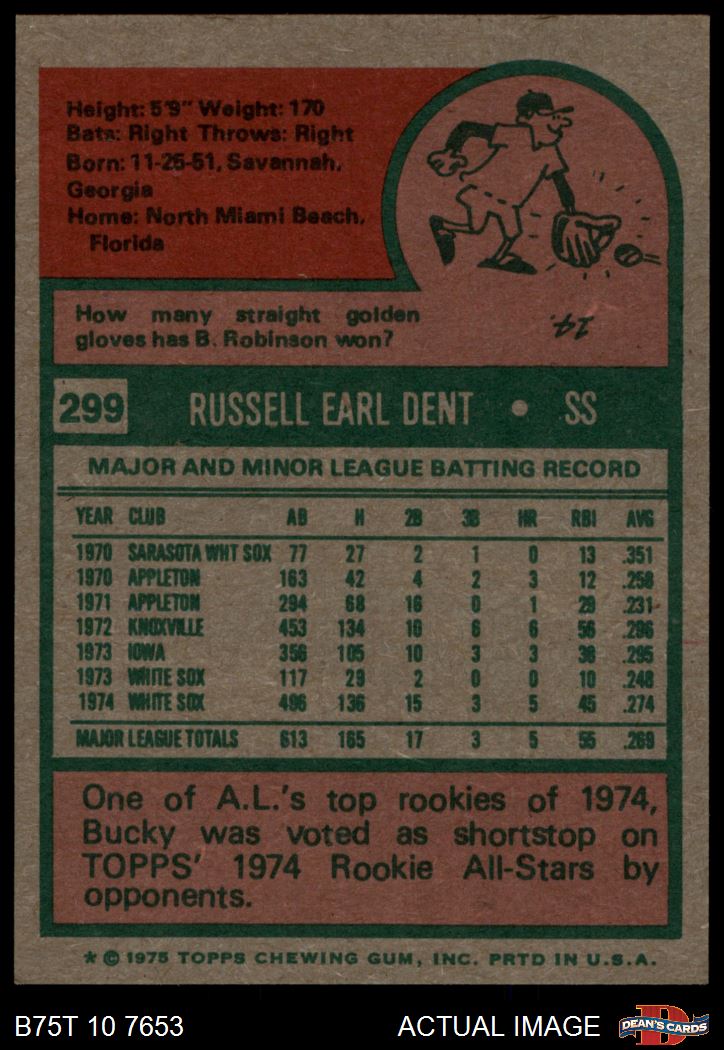 Height: 5'9" Weight: 170
Bats: Right Throws: Right
Born: 11-25-51, Savannah,
Georgia
Home: North Miami Beach,
Florida
How many straight golden
gloves has B. Robinson won?
14.
299 RUSSELL EARL DENT • SS
MAJOR AND MINOR LEAGUE BATTING RECORD
YEAR CLUB AB H 2B 3B HR RBI AVG
1970 SARASOTA WHT SOX 77 27 2 1 0 13 .351
1970 APPLETON 163 42 4 2 3 12 .258
1971 APPLETON 294 68 16 0 1 29 .231
1972 KNOXVILLE 453 134 10 6 6 56 .296
1973 IOWA 356 105 10 3 3 38 .295
1973 WHITE SOX 117 29 2 0 0 10 .248
1974 WHITE SOX 496 136 15 3 5 45 .274
MAJOR LEAGUE TOTALS 613 165 17 3 5 55 .269
One of A.L.'s top rookies of 1974,
Bucky was voted as shortstop on
TOPPS' 1974 Rookie All-Stars by
opponents.
* © 1975 TOPPS CHEWING GUM, INC. PRTD IN U.S.A.
B75T 10 7653 ACTUAL IMAGE DEAN'S CARDS